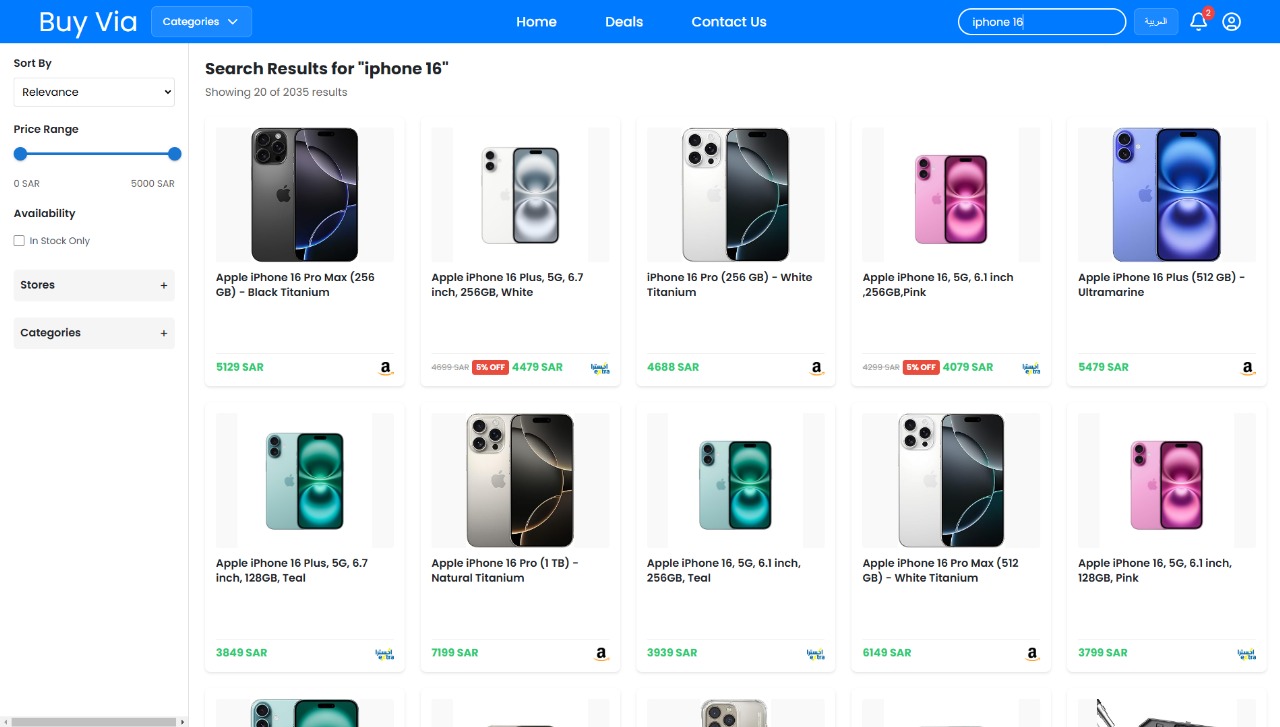 Buy Via
Categories
Home
Deals
Contact Us
iphone 16
العربية
2
Sort By
Relevance
Price Range
0 SAR
5000 SAR
Availability
In Stock Only
Stores
+
Categories
+
Search Results for "iphone 16"
Showing 20 of 2035 results
Apple iPhone 16 Pro Max (256
GB) - Black Titanium
5129 SAR
a
Apple iPhone 16 Plus, 5G, 6.7
inch, 256GB, White
4699 SAR 5% OFF 4479 SAR
اكسترا
extra
iPhone 16 Pro (256 GB) - White
Titanium
4688 SAR
a
Apple iPhone 16, 5G, 6.1 inch
,256GB,Pink
4299 SAR 5% OFF 4079 SAR
اكسترا
extra
Apple iPhone 16 Plus (512 GB) -
Ultramarine
5479 SAR
a
Apple iPhone 16 Plus, 5G, 6.7
inch, 128GB, Teal
3849 SAR
اكسترا
extra
Apple iPhone 16 Pro (1 TB) -
Natural Titanium
7199 SAR
a
Apple iPhone 16, 5G, 6.1 inch,
256GB, Teal
3939 SAR
اكسترا
extra
Apple iPhone 16 Pro Max (512
GB) - White Titanium
6149 SAR
a
Apple iPhone 16, 5G, 6.1 inch,
128GB, Pink
3799 SAR
اكسترا
extra